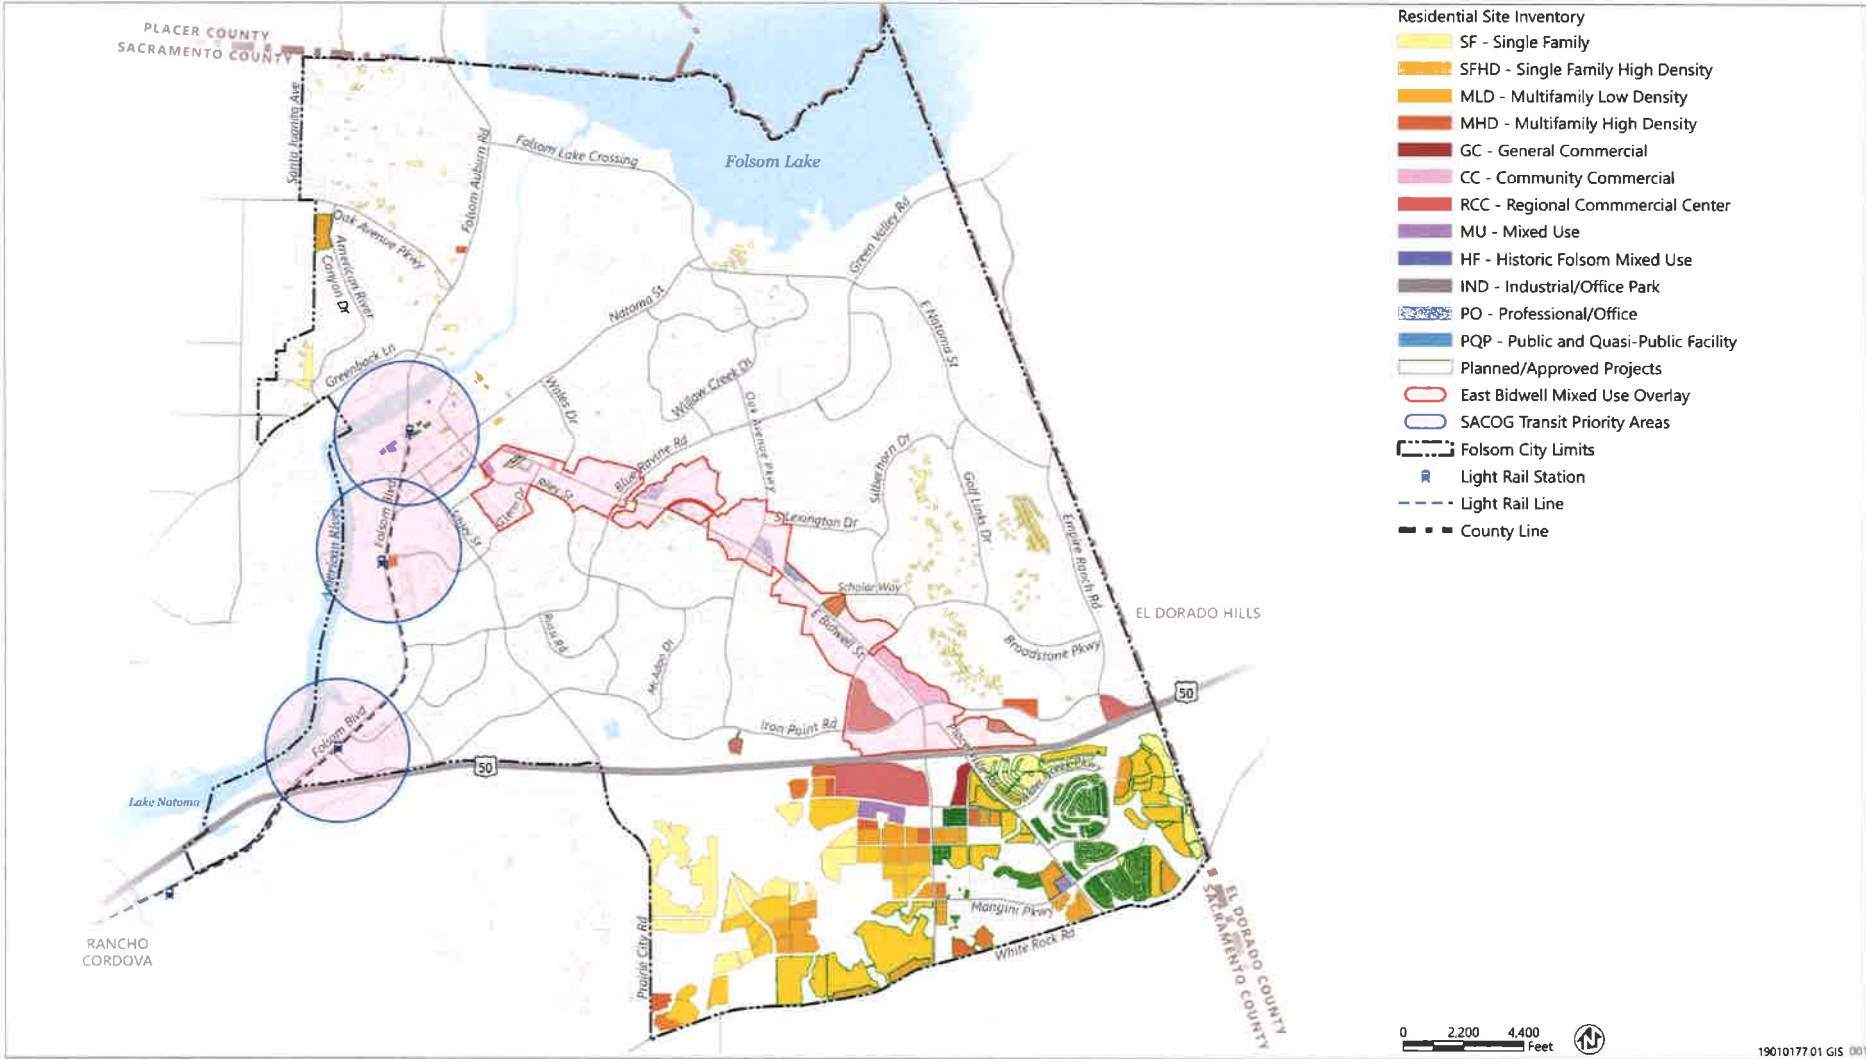 PLACER COUNTY
SACRAMENTO COUNTY
Santa Juanita Ave
Folsom Auburn Rd
Folsom Lake Crossing
Folsom Lake
Green Valley Rd
Oak Avenue Pkwy
American River
Canyon Dr
Natoma St
E Natoma St
Greenback Ln
Wales Dr
Willow Creek Dr
Oak Avenue Pkwy
Blue Ravine Rd
Silberhorn Dr
Golf Links Dr
Empire Ranch Rd
Riley St
Glenn Dr
S Lexington Dr
American River
Folsom Blvd
Sibley St
Scholar Way
E Bidwell St
Broadstone Pkwy
EL DORADO HILLS
Russi Rd
McAdoo Dr
Folsom Blvd
Iron Point Rd
50
50
Lake Natoma
Mangini Pkwy
White Rock Rd
Prairie City Rd
RANCHO
CORDOVA
EL DORADO COUNTY
SACRAMENTO COUNTY
Residential Site Inventory
SF - Single Family
SFHD - Single Family High Density
MLD - Multifamily Low Density
MHD - Multifamily High Density
GC - General Commercial
CC - Community Commercial
RCC - Regional Commmercial Center
MU - Mixed Use
HF - Historic Folsom Mixed Use
IND - Industrial/Office Park
PO - Professional/Office
PQP - Public and Quasi-Public Facility
Planned/Approved Projects
East Bidwell Mixed Use Overlay
SACOG Transit Priority Areas
Folsom City Limits
Light Rail Station
Light Rail Line
County Line
0 2,200 4,400
Feet
N
19010177.01 GIS 001